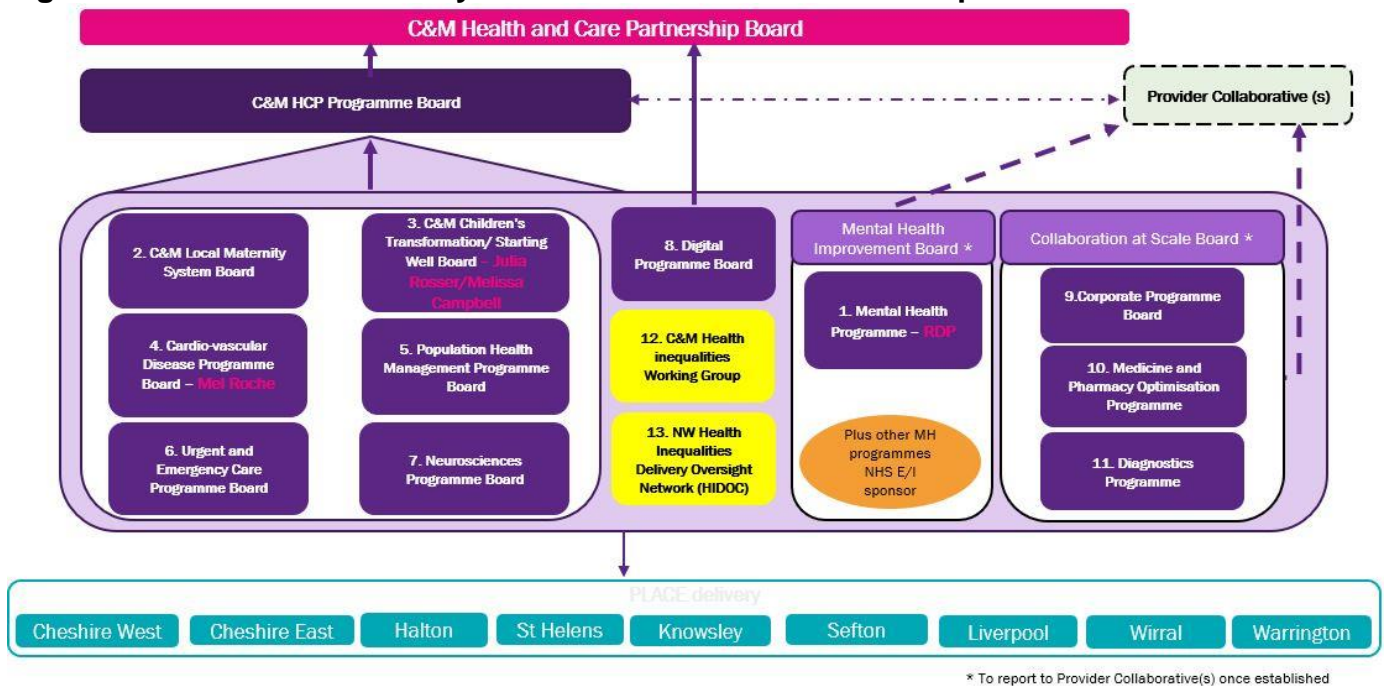 C&M Health and Care Partnership Board
C&M HCP Programme Board
Provider Collaborative (s)
2. C&M Local Maternity
System Board
3. C&M Children's
Transformation/ Starting
Well Board – Julia
Rosser/Melissa
Campbell
4. Cardio-vascular
Disease Programme
Board – Mel Roche
5. Population Health
Management Programme
Board
6. Urgent and
Emergency Care
Programme Board
7. Neurosciences
Programme Board
8. Digital
Programme Board
12. C&M Health
inequalities
Working Group
13. NW Health
Inequalities
Delivery Oversight
Network (HIDOC)
Mental Health
Improvement Board *
1. Mental Health
Programme – RDP
Plus other MH
programmes
NHS E/I
sponsor
Collaboration at Scale Board *
9.Corporate Programme
Board
10. Medicine and
Pharmacy Optimisation
Programme
11. Diagnostics
Programme
PLACE delivery
Cheshire West
Cheshire East
Halton
St Helens
Knowsley
Sefton
Liverpool
Wirral
Warrington
* To report to Provider Collaborative(s) once established